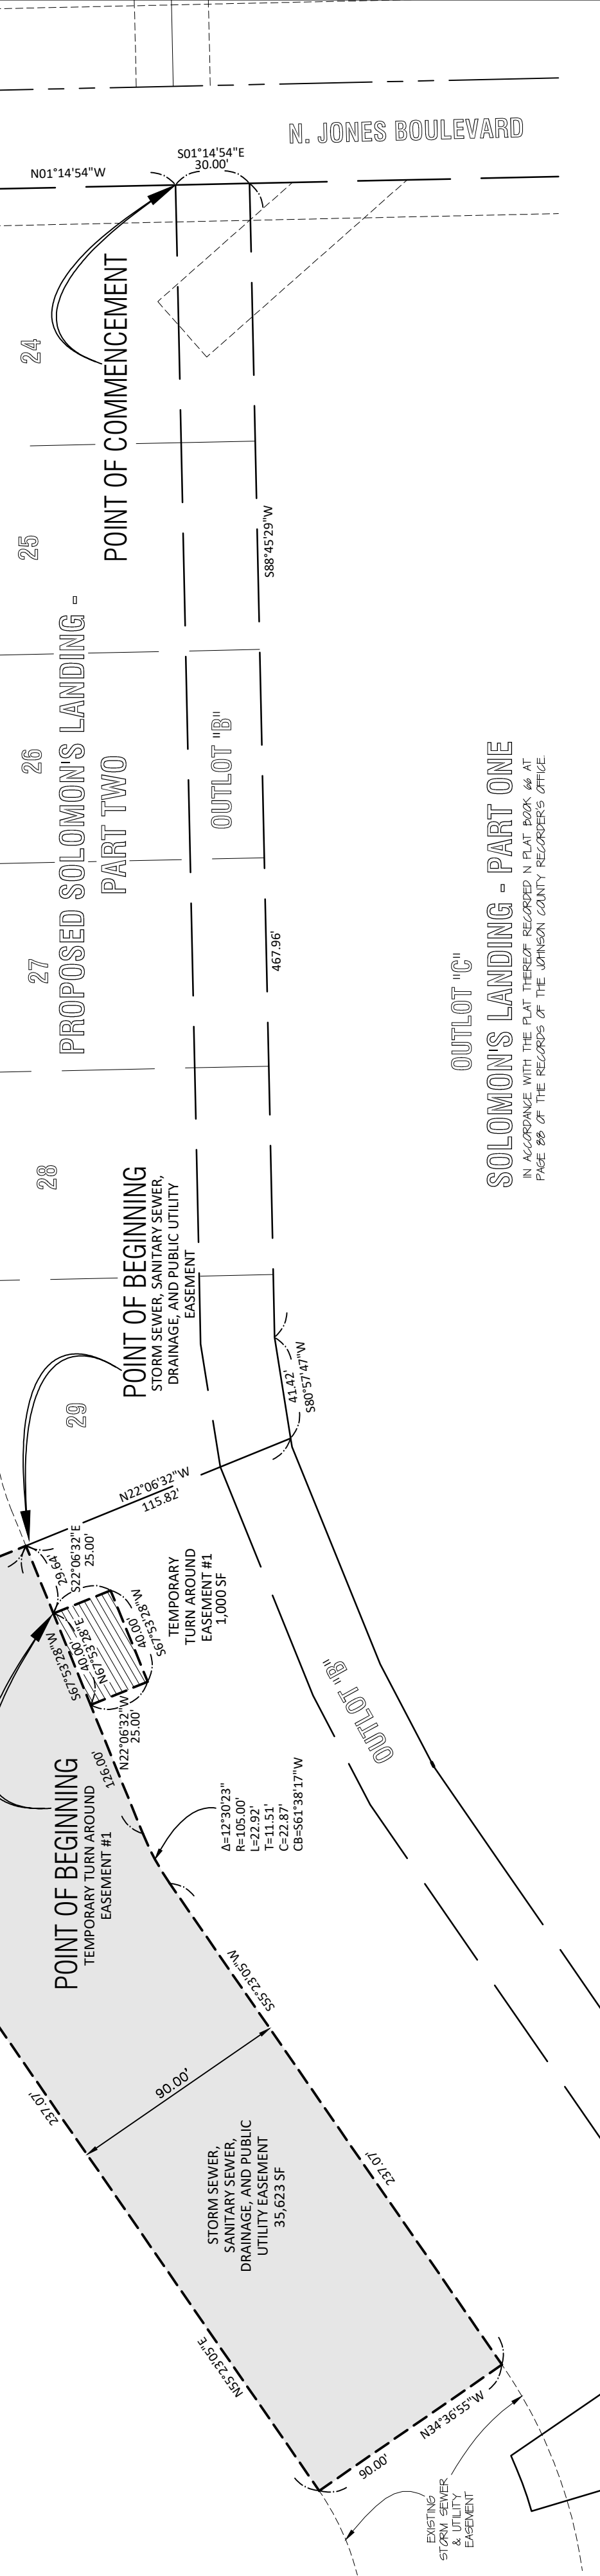 N. JONES BOULEVARD
S01°14'54"E
30.00'
N01°14'54"W
POINT OF COMMENCEMENT
24
25
26
27
28
29
S88°45'29"W
467.96'
PROPOSED SOLOMON'S LANDING -
PART TWO
OUTLOT "B"
OUTLOT "C"
SOLOMON'S LANDING - PART ONE
IN ACCORDANCE WITH THE PLAT THEREOF RECORDED N PLAT BOOK 66 AT
PAGE 88 OF THE RECORDS OF THE JOHNSON COUNTY RECORDER'S OFFICE.
POINT OF BEGINNING
STORM SEWER, SANITARY SEWER,
DRAINAGE, AND PUBLIC UTILITY
EASEMENT
41.42'
S80°57'47"W
N22°06'32"W
115.82'
29.64'
S22°06'32"E
25.00'
S67°53'28"W
40.00'
N67°53'28"E
40.00'
S67°53'28"W
N22°06'32"W
25.00'
126.00'
TEMPORARY
TURN AROUND
EASEMENT #1
1,000 SF
OUTLOT "B"
POINT OF BEGINNING
TEMPORARY TURN AROUND
EASEMENT #1
Δ=12°30'23"
R=105.00'
L=22.92'
T=11.51'
C=22.87'
CB=S61°38'17"W
S55°23'05"W
237.07'
90.00'
237.07'
STORM SEWER,
SANITARY SEWER,
DRAINAGE, AND PUBLIC
UTILITY EASEMENT
35,623 SF
N55°23'05"E
N34°36'55"W
90.00'
EXISTING
STORM SEWER
& UTILITY
EASEMENT